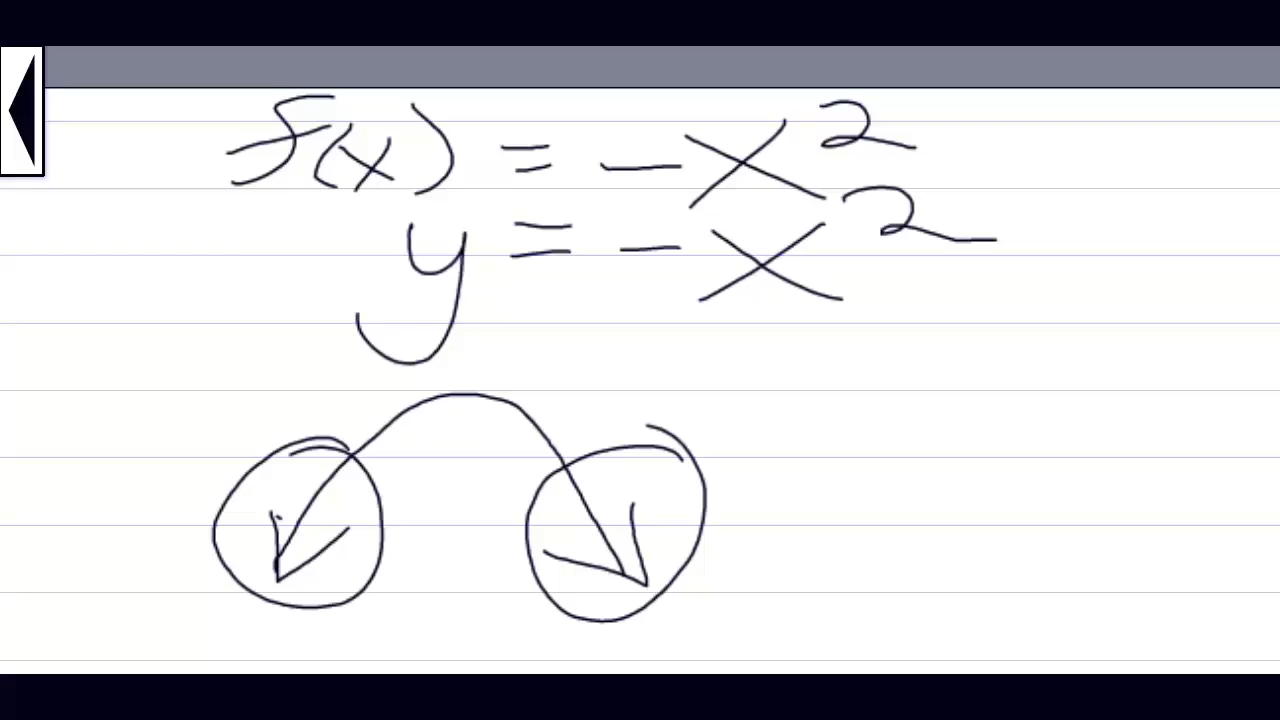 f(x) = -x²
y = -x²